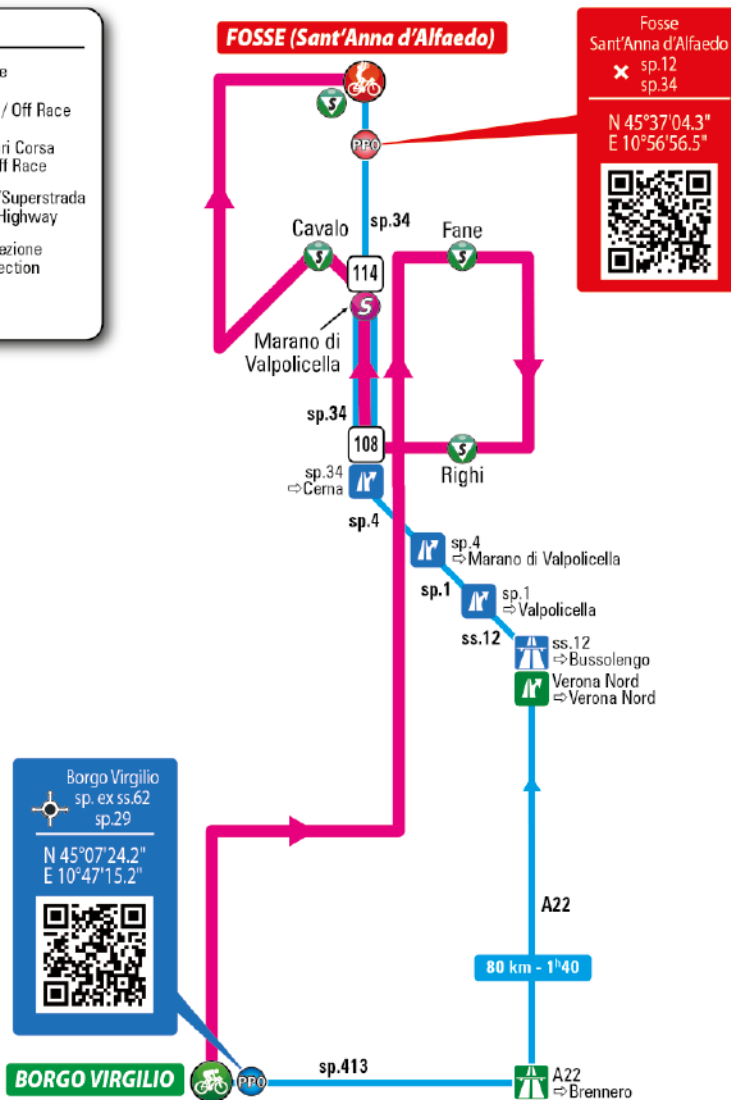 / Off Race
ri Corsa
ff Race
/Superstrada
Highway
ezione
ection
FOSSE (Sant'Anna d'Alfaedo)
Fosse
Sant'Anna d'Alfaedo
sp.12
sp.34
N 45°37'04.3"
E 10°56'56.5"
S
PPO
sp.34
Cavalo
S
Fane
S
114
S
Marano di
Valpolicella
sp.34
108
S
Righi
sp.34
⇨Cerna
sp.4
sp.4
⇨Marano di Valpolicella
sp.1
sp.1
⇨Valpolicella
ss.12
ss.12
⇨Bussolengo
Verona Nord
⇨Verona Nord
Borgo Virgilio
sp. ex ss.62
sp.29
N 45°07'24.2"
E 10°47'15.2"
A22
80 km - 1h40
BORGO VIRGILIO
PPO
sp.413
A22
⇨Brennero